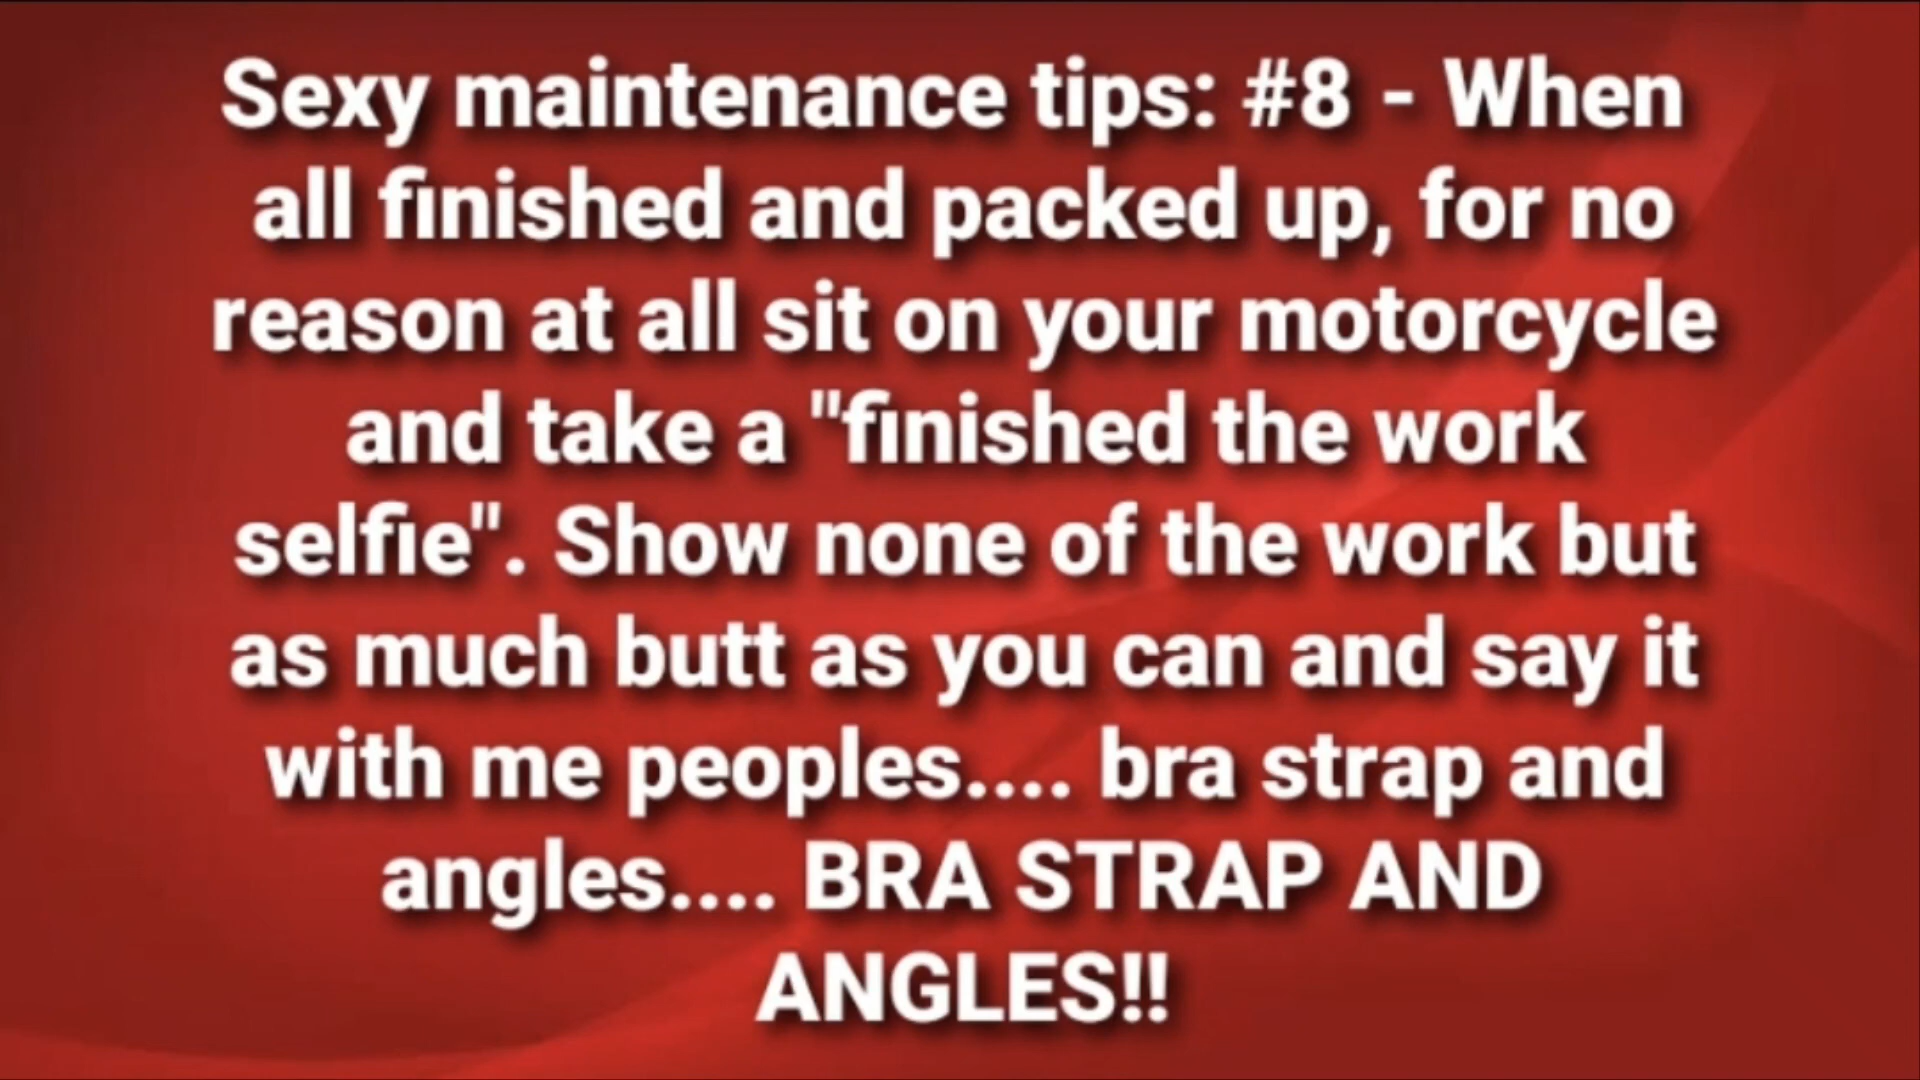 Sexy maintenance tips: #8 - When
all finished and packed up, for no
reason at all sit on your motorcycle
and take a "finished the work
selfie". Show none of the work but
as much butt as you can and say it
with me peoples.... bra strap and
angles.... BRA STRAP AND
ANGLES!!